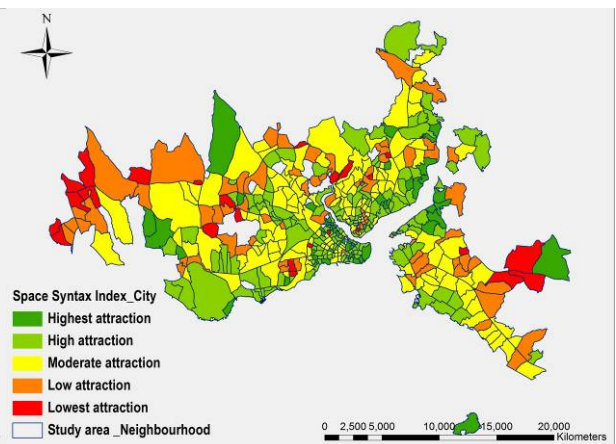 N
Space Syntax Index_City
Highest attraction
High attraction
Moderate attraction
Low attraction
Lowest attraction
Study area _Neighbourhood
0 2,500 5,000 10,000 15,000 20,000
Kilometers